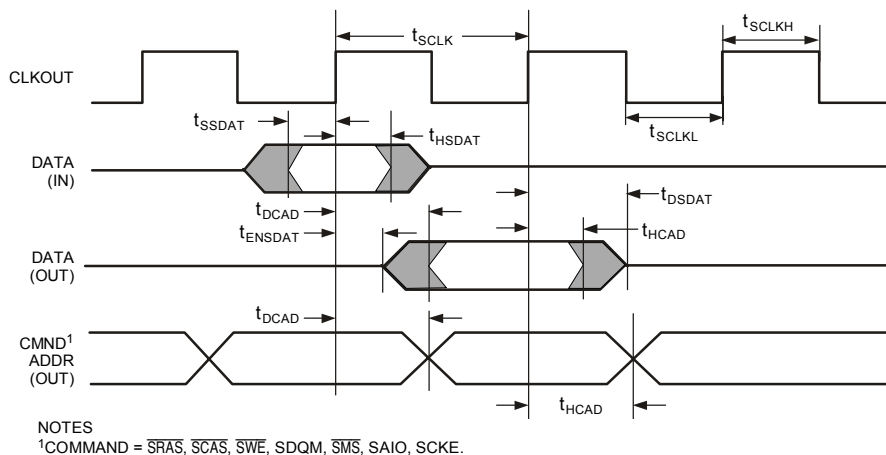 tSCLK
tSCLKH
CLKOUT
tSSDAT
tHSDAT
tSCLKL
DATA
(IN)
tDCAD
tDSDAT
tENSDAT
tHCAD
DATA
(OUT)
tDCAD
CMND1
ADDR
(OUT)
tHCAD
NOTES
1COMMAND = SRAS, SCAS, SWE, SDQM, SMS, SAIO, SCKE.